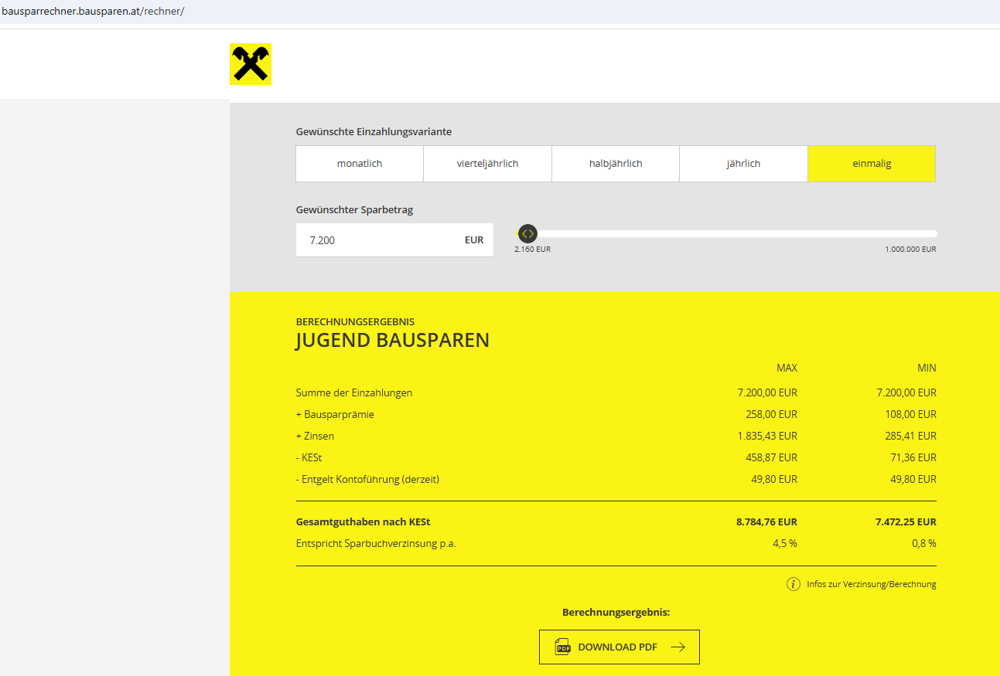 bausparrechner.bausparen.at/rechner/
Gewünschte Einzahlungsvariante
monatlich vierteljährlich halbjährlich jährlich einmalig
Gewünschter Sparbetrag
7.200 EUR
2.160 EUR 1.000.000 EUR
BERECHNUNGSERGEBNIS
JUGEND BAUSPAREN
MAX MIN
Summe der Einzahlungen 7.200,00 EUR 7.200,00 EUR
+ Bausparprämie 258,00 EUR 108,00 EUR
+ Zinsen 1.835,43 EUR 285,41 EUR
- KESt 458,87 EUR 71,36 EUR
- Entgelt Kontoführung (derzeit) 49,80 EUR 49,80 EUR
Gesamtguthaben nach KESt 8.784,76 EUR 7.472,25 EUR
Entspricht Sparbuchverzinsung p.a. 4,5 % 0,8 %
i Infos zur Verzinsung/Berechnung
Berechnungsergebnis:
PDF DOWNLOAD PDF